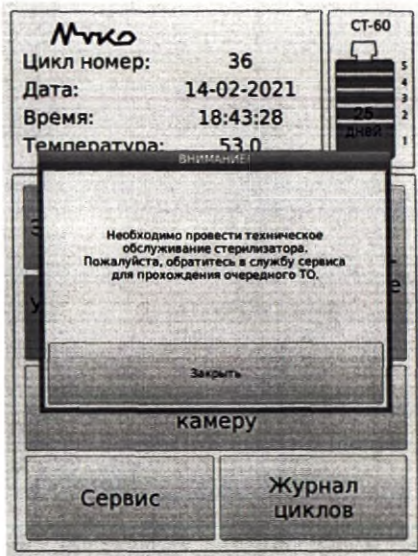 СТ-60
Цикл номер: 36
Дата: 14-02-2021
Время: 18:43:28
Температура: 53.0
5
4
3
2
1
25
дней
ВНИМАНИЕ!
Необходимо провести техническое
обслуживание стерилизатора.
Пожалуйста, обратитесь в службу сервиса
для прохождения очередного ТО.
Закрыть
камеру
Сервис
Журнал
циклов